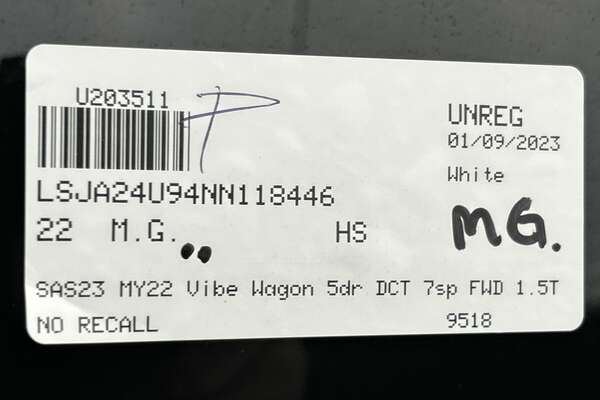 U203511
UNREG
01/09/2023
LSJA24U94NN118446
White
22 M.G. HS
MG.
SAS23 MY22 Vibe Wagon 5dr DCT 7sp FWD 1.5T
NO RECALL 9518